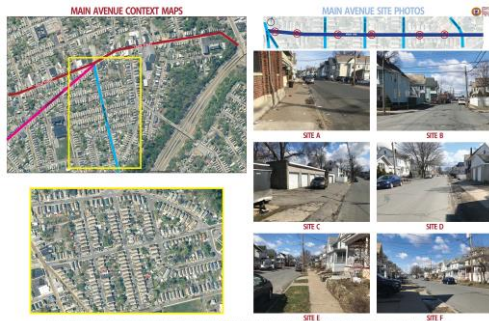 MAIN AVENUE CONTEXT MAPS
MAIN AVENUE SITE PHOTOS
SITE A
SITE B
SITE C
SITE D
SITE E
SITE F